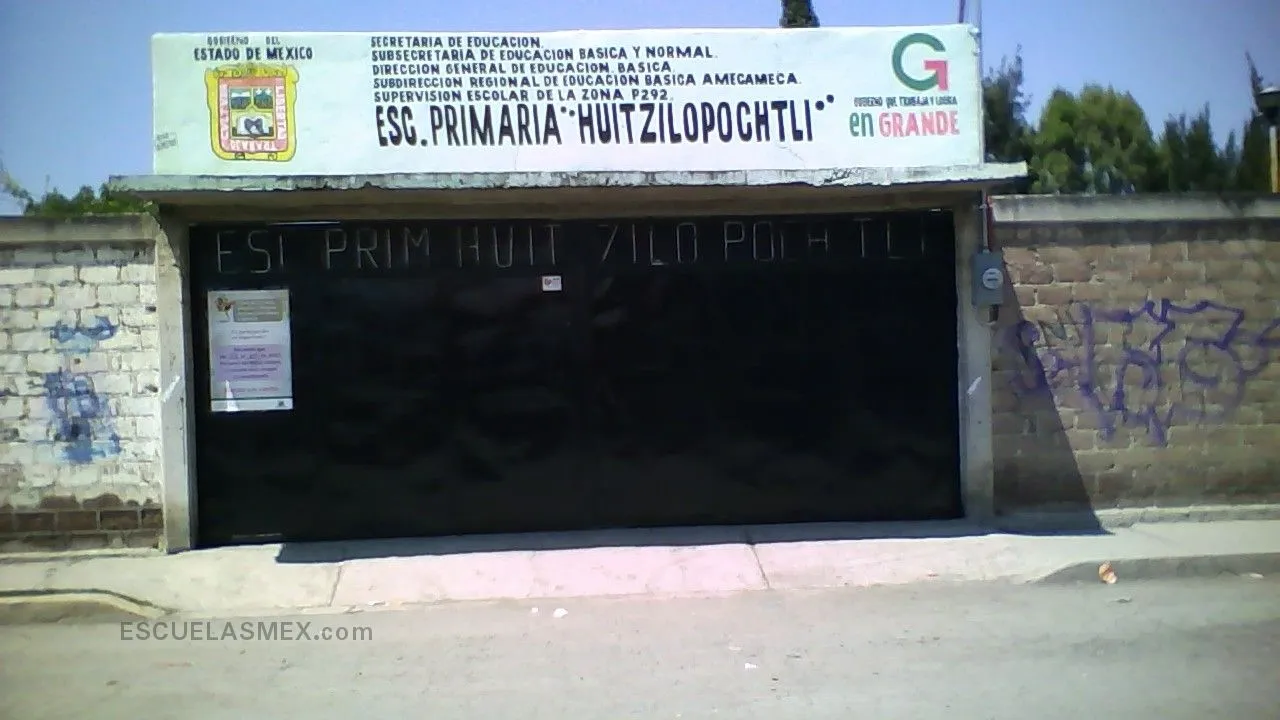 GOBIERNO DEL
ESTADO DE MEXICO
SECRETARIA DE EDUCACION.
SUBSECRETARIA DE EDUCACION BASICA Y NORMAL.
DIRECCION GENERAL DE EDUCACION BASICA
SUBDIRECCION REGIONAL DE EDUCACION BASICA AMECAMECA.
SUPERVISION ESCOLAR DE LA ZONA P292.
ESC. PRIMARIA "HUITZILOPOCHTLI"
G
GOBIERNO QUE TRABAJA Y LOGRA
en GRANDE
ESC PRIM HUIT ZILO POCH TLI
ESCUELASMEX.com